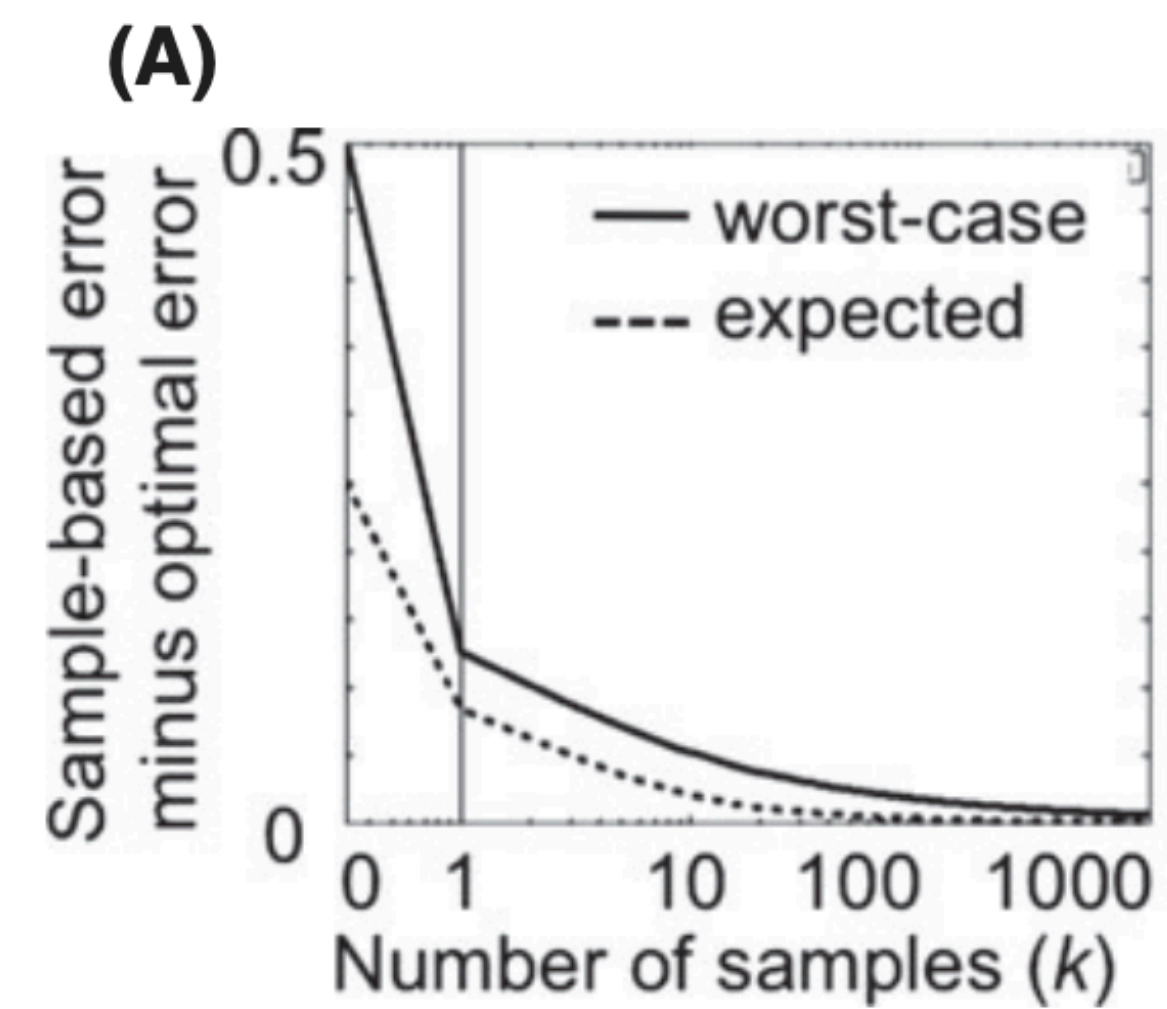 (A)
0.5
worst-case
expected
Sample-based error
minus optimal error
0
0 1 10 100 1000
Number of samples (k)